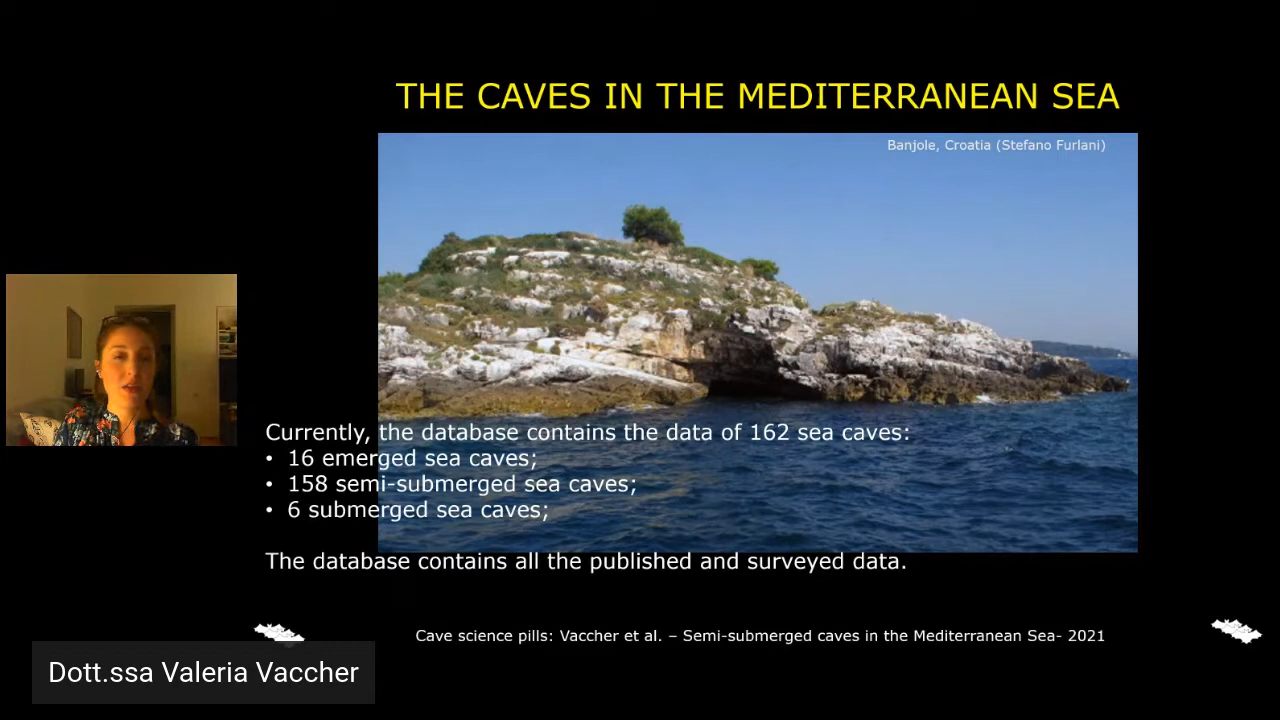 THE CAVES IN THE MEDITERRANEAN SEA
Banjole, Croatia (Stefano Furlani)
Currently, the database contains the data of 162 sea caves:
• 16 emerged sea caves;
• 158 semi-submerged sea caves;
• 6 submerged sea caves;
The database contains all the published and surveyed data.
Cave science pills: Vaccher et al. – Semi-submerged caves in the Mediterranean Sea- 2021
Dott.ssa Valeria Vaccher